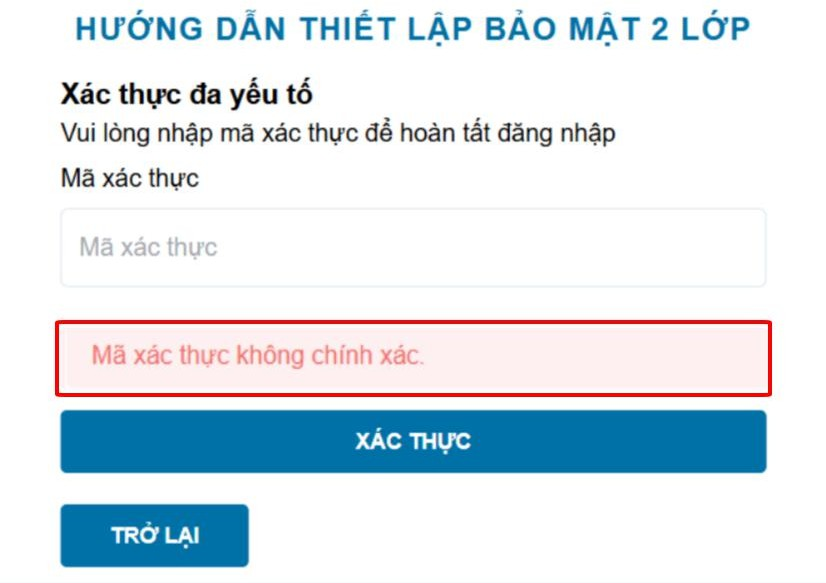 HƯỚNG DẪN THIẾT LẬP BẢO MẬT 2 LỚP
Xác thực đa yếu tố
Vui lòng nhập mã xác thực để hoàn tất đăng nhập
Mã xác thực
Mã xác thực
Mã xác thực không chính xác.
XÁC THỰC
TRỞ LẠI